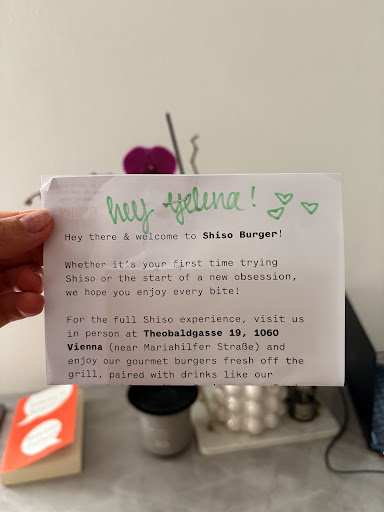 hey Jelena!
Hey there & welcome to Shiso Burger!
Whether it's your first time trying
Shiso or the start of a new obsession,
we hope you enjoy every bite!
For the full Shiso experience, visit us
in person at Theobaldgasse 19, 1060
Vienna (near Mariahilfer Straße) and
enjoy our gourmet burgers fresh off the
grill, paired with drinks like our